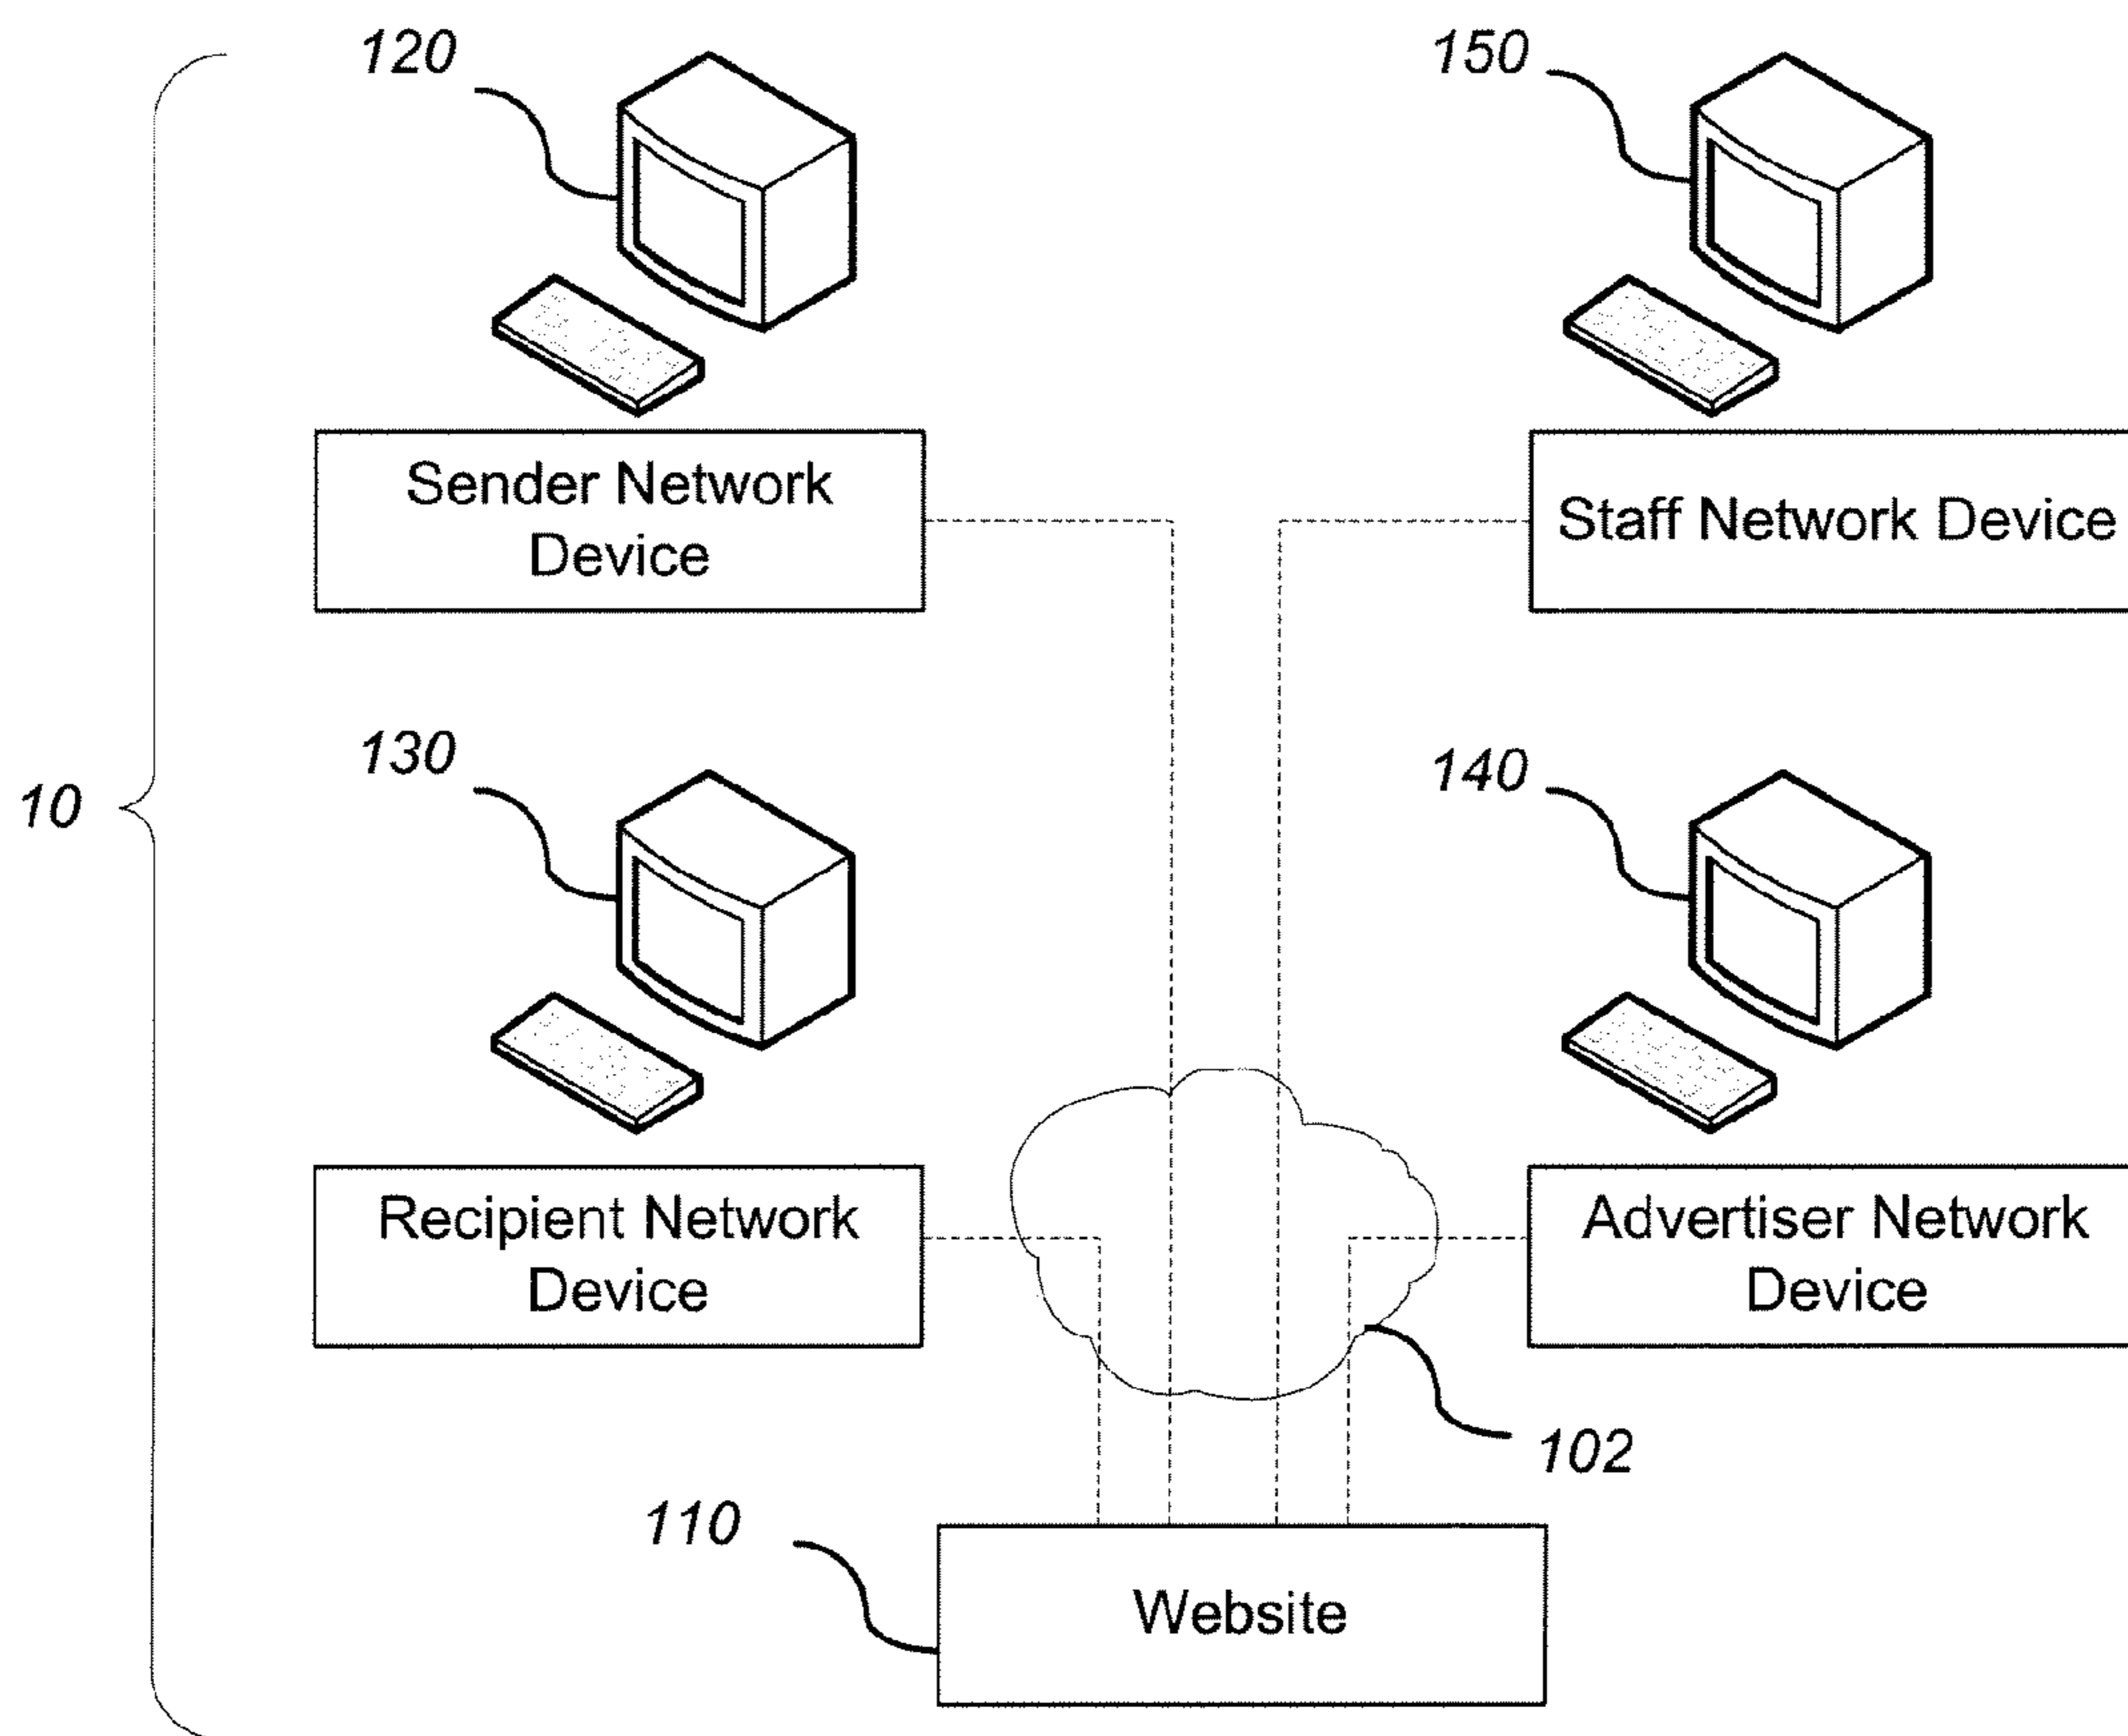 120
150
Sender Network
Device
Staff Network Device
130
140
10
Recipient Network
Device
Advertiser Network
Device
102
110
Website